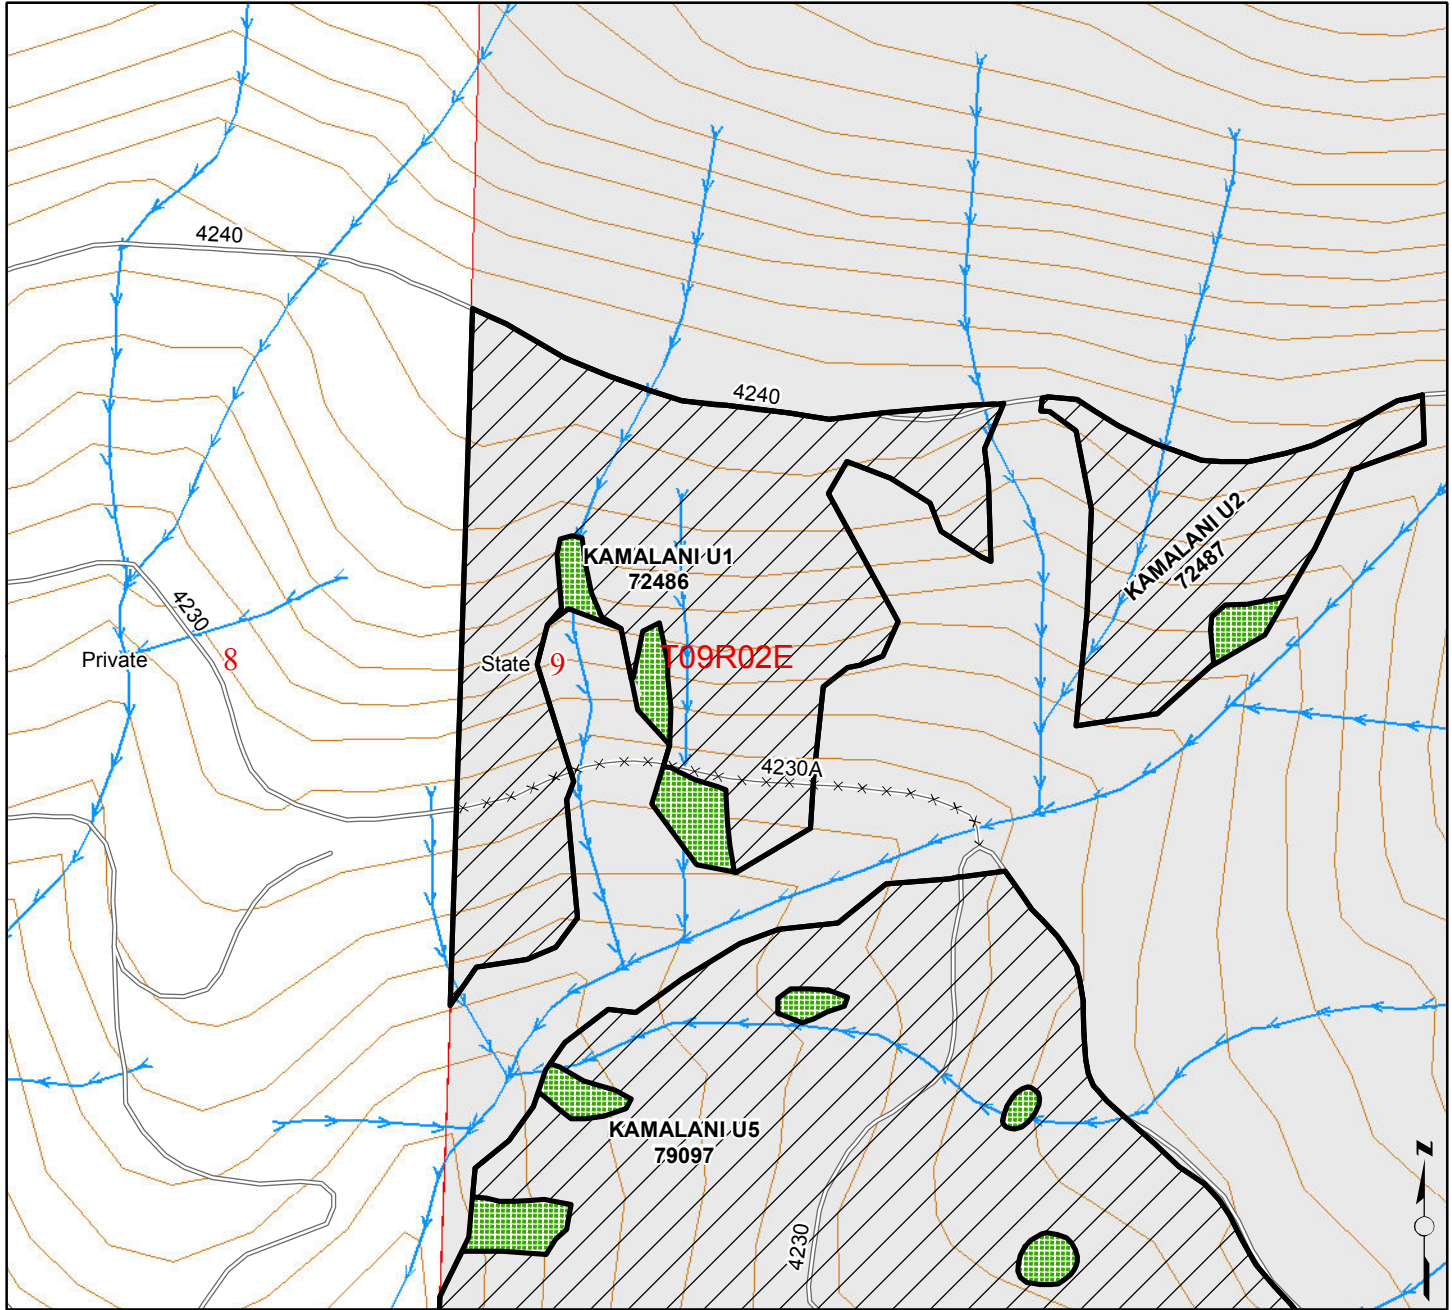 4240
4240
KAMALANI U2
72487
KAMALANI U1
72486
4230
Private
8
State
9
T09R02E
4230A
KAMALANI U5
79097
4230
Z